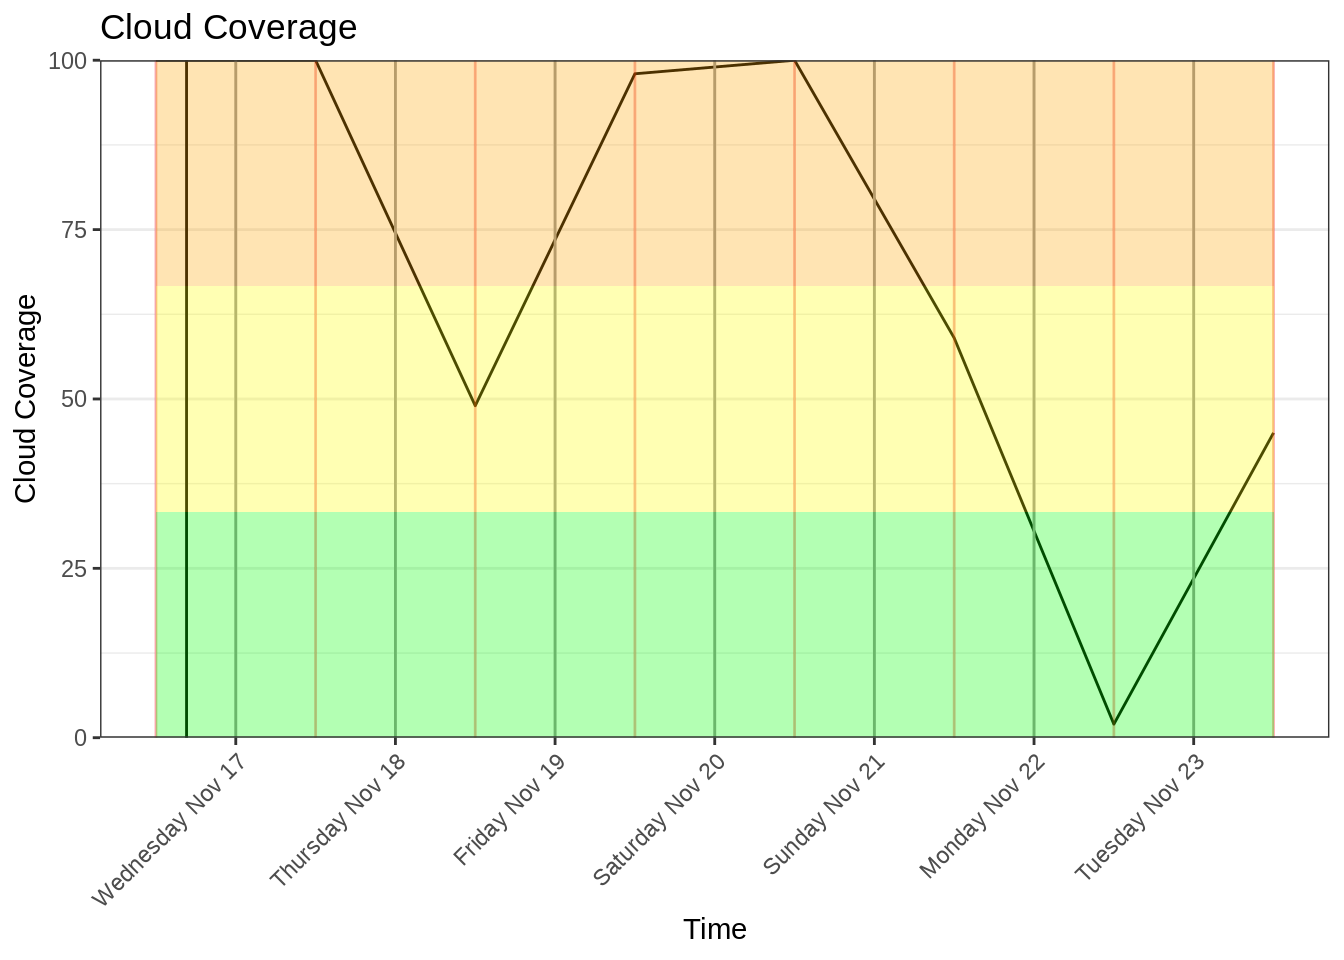 Cloud Coverage
100
75
50
25
0
Cloud Coverage
Wednesday Nov 17
Thursday Nov 18
Friday Nov 19
Saturday Nov 20
Sunday Nov 21
Monday Nov 22
Tuesday Nov 23
Time